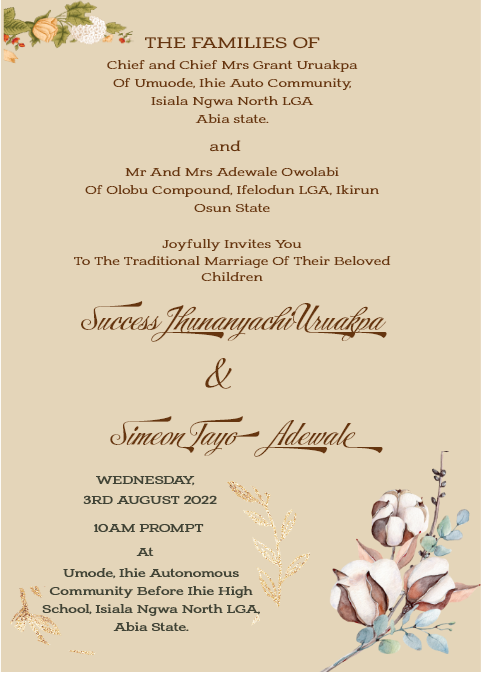 THE FAMILIES OF
Chief and Chief Mrs Grant Uruakpa
Of Umuode, Ihie Auto Community,
Isiala Ngwa North LGA
Abia state.
and
Mr And Mrs Adewale Owolabi
Of Olobu Compound, Ifelodun LGA, Ikirun
Osun State
Joyfully Invites You
To The Traditional Marriage Of Their Beloved
Children
Success Ihunanyachi Uruakpa
&
Simeon Tayo Adewale
WEDNESDAY,
3RD AUGUST 2022
10AM PROMPT
At
Umode, Ihie Autonomous
Community Before Ihie High
School, Isiala Ngwa North LGA,
Abia State.